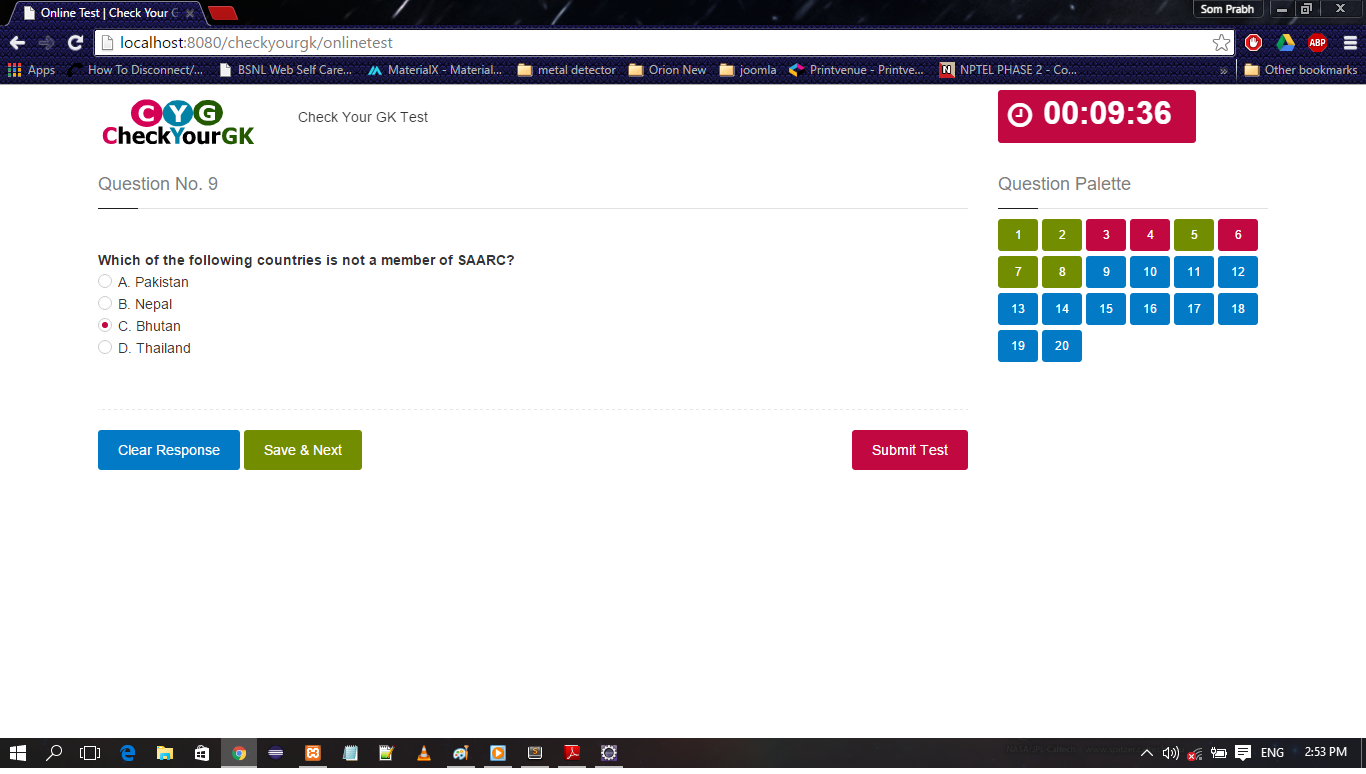 Online Test | Check Your G
Som Prabh
localhost:8080/checkyourgk/onlinetest
ABP
Apps
How To Disconnect/...
BSNL Web Self Care...
MaterialX - Material...
metal detector
Orion New
joomla
Printvenue - Printve...
N
NPTEL PHASE 2 - Co...
»
Other bookmarks
CYG
CheckYourGK
Check Your GK Test
00:09:36
Question No. 9
Question Palette
1 2 3 4 5 6
7 8 9 10 11 12
13 14 15 16 17 18
19 20
Which of the following countries is not a member of SAARC?
A. Pakistan
B. Nepal
C. Bhutan
D. Thailand
Clear Response
Save & Next
Submit Test
ENG
2:53 PM